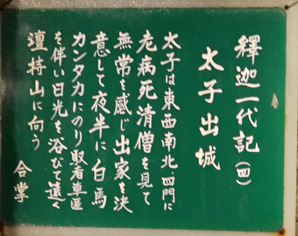 釋迦一代記(四)
太子出城
太子は東西南北、四門に
老病死清僧を見て
無常を感じ出家を決
意して夜半に白馬
カンタカにのり馭者車匿
を伴い日光を浴びて遠く
壇持山に向う
合掌